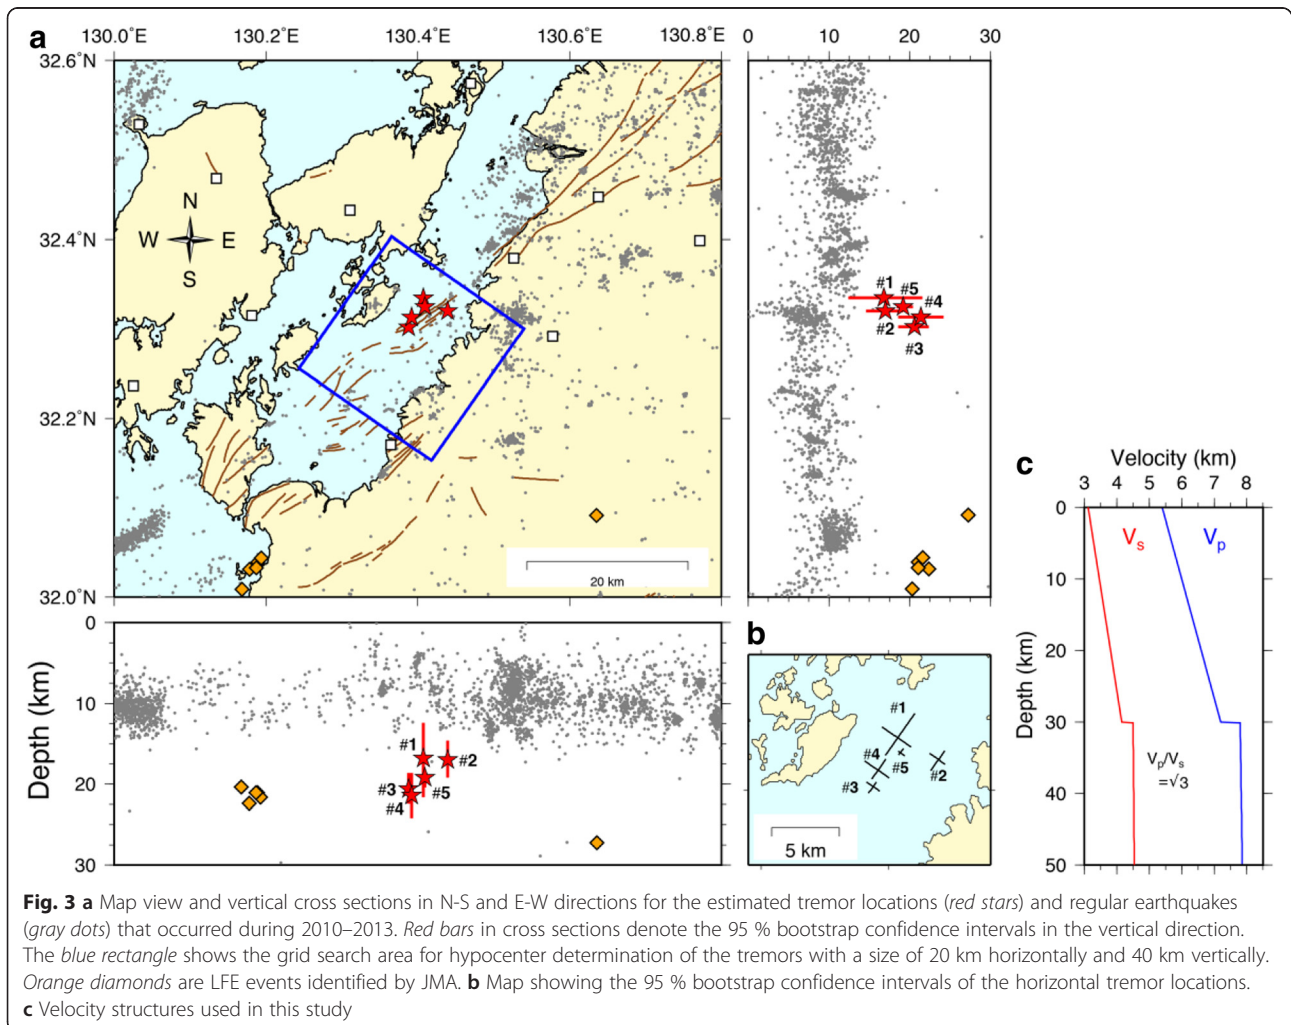 a
130.0°E 130.2°E 130.4°E 130.6°E 130.8°E
32.6°N
32.4°N
32.2°N
32.0°N
N
W E
S
20 km
0 10 20 30
#1 #5
#4
#2
#3
0
10
20
30
Depth (km)
#1
#2
#3
#4
#5
b
#1
#4
#5
#2
#3
5 km
c
Velocity (km)
3 4 5 6 7 8
0
10
20
30
40
50
Depth (km)
Vs
Vp
Vp/Vs
=√3
Fig. 3 a Map view and vertical cross sections in N-S and E-W directions for the estimated tremor locations (red stars) and regular earthquakes
(gray dots) that occurred during 2010–2013. Red bars in cross sections denote the 95 % bootstrap confidence intervals in the vertical direction.
The blue rectangle shows the grid search area for hypocenter determination of the tremors with a size of 20 km horizontally and 40 km vertically.
Orange diamonds are LFE events identified by JMA. b Map showing the 95 % bootstrap confidence intervals of the horizontal tremor locations.
c Velocity structures used in this study